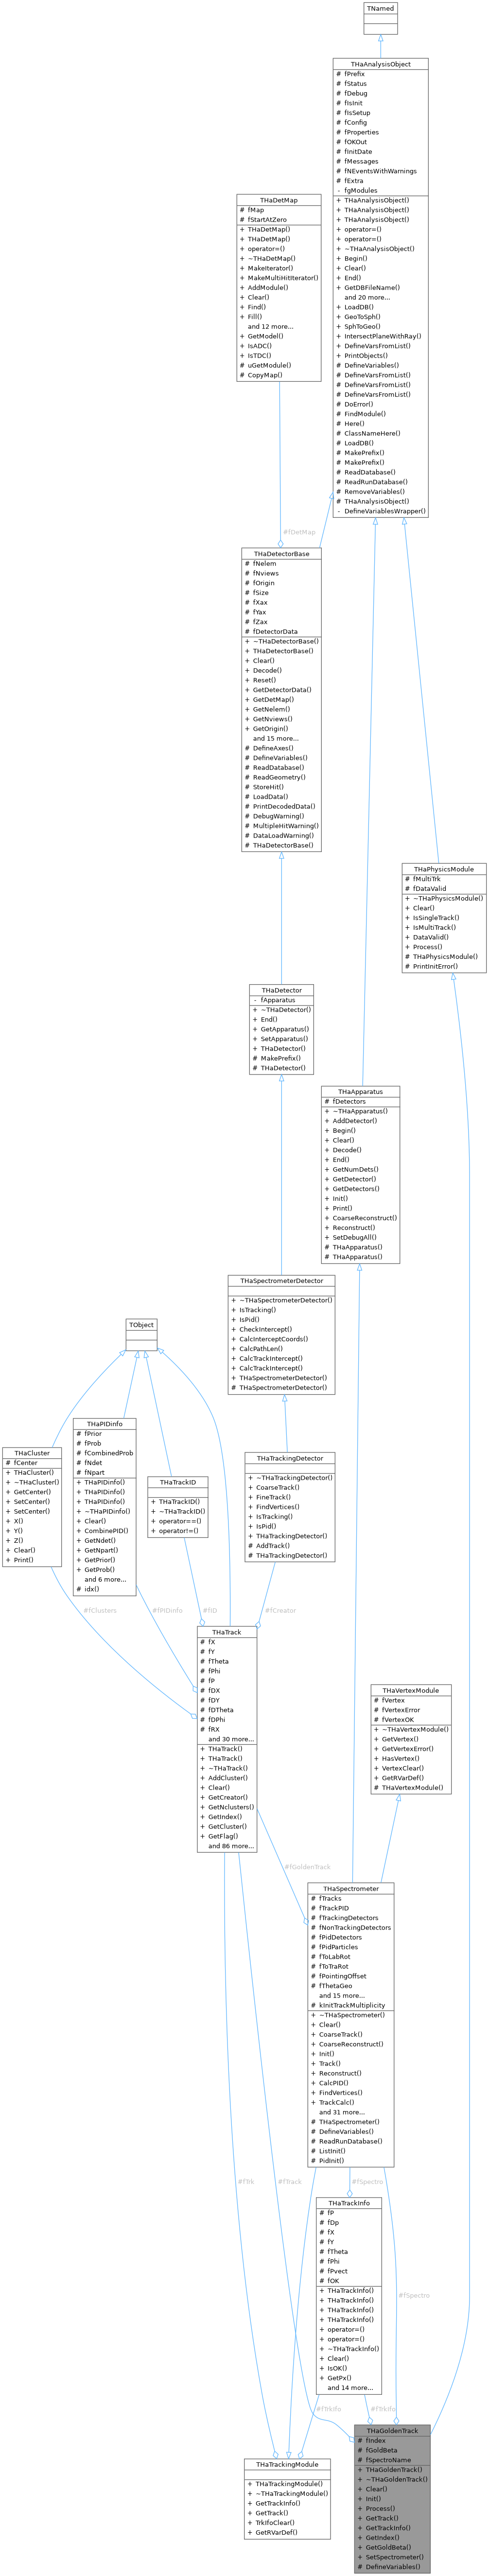 TNamed
THaAnalysisObject
# fPrefix
# fStatus
# fDebug
# fIsInit
# fIsSetup
# fConfig
# fProperties
# fOKOut
# fInitDate
# fMessages
# fNEventsWithWarnings
# fExtra
- fgModules
+ THaAnalysisObject()
+ THaAnalysisObject()
+ THaAnalysisObject()
+ operator=()
+ operator=()
+ ~THaAnalysisObject()
+ Begin()
+ Clear()
+ End()
+ GetDBFileName()
and 20 more...
+ LoadDB()
+ GeoToSph()
+ SphToGeo()
+ IntersectPlaneWithRay()
+ DefineVarsFromList()
+ PrintObjects()
# DefineVariables()
# DefineVarsFromList()
# DefineVarsFromList()
# DefineVarsFromList()
# DoError()
# FindModule()
# Here()
# ClassNameHere()
# LoadDB()
# MakePrefix()
# MakePrefix()
# ReadDatabase()
# ReadRunDatabase()
# RemoveVariables()
# THaAnalysisObject()
- DefineVariablesWrapper()
THaDetMap
# fMap
# fStartAtZero
+ THaDetMap()
+ THaDetMap()
+ operator=()
+ ~THaDetMap()
+ MakeIterator()
+ MakeMultiHitIterator()
+ AddModule()
+ Clear()
+ Find()
+ Fill()
and 12 more...
+ GetModel()
+ IsADC()
+ IsTDC()
# uGetModule()
# CopyMap()
#fDetMap
THaDetectorBase
# fNelem
# fNviews
# fOrigin
# fSize
# fXax
# fYax
# fZax
# fDetectorData
+ ~THaDetectorBase()
+ THaDetectorBase()
+ Clear()
+ Decode()
+ Reset()
+ GetDetectorData()
+ GetDetMap()
+ GetNelem()
+ GetNviews()
+ GetOrigin()
and 15 more...
# DefineAxes()
# DefineVariables()
# ReadDatabase()
# ReadGeometry()
# StoreHit()
# LoadData()
# PrintDecodedData()
# DebugWarning()
# MultipleHitWarning()
# DataLoadWarning()
# THaDetectorBase()
THaPhysicsModule
# fMultiTrk
# fDataValid
+ ~THaPhysicsModule()
+ Clear()
+ IsSingleTrack()
+ IsMultiTrack()
+ DataValid()
+ Process()
# THaPhysicsModule()
# PrintInitError()
THaDetector
- fApparatus
+ ~THaDetector()
+ End()
+ GetApparatus()
+ SetApparatus()
+ THaDetector()
# MakePrefix()
# THaDetector()
THaApparatus
# fDetectors
+ ~THaApparatus()
+ AddDetector()
+ Begin()
+ Clear()
+ Decode()
+ End()
+ GetNumDets()
+ GetDetector()
+ GetDetectors()
+ Init()
+ Print()
+ CoarseReconstruct()
+ Reconstruct()
+ SetDebugAll()
# THaApparatus()
# THaApparatus()
THaSpectrometerDetector
+ ~THaSpectrometerDetector()
+ IsTracking()
+ IsPid()
+ CheckIntercept()
+ CalcInterceptCoords()
+ CalcPathLen()
+ CalcTrackIntercept()
+ CalcTrackIntercept()
+ THaSpectrometerDetector()
# THaSpectrometerDetector()
TObject
THaCluster
# fCenter
+ THaCluster()
+ ~THaCluster()
+ GetCenter()
+ SetCenter()
+ SetCenter()
+ X()
+ Y()
+ Z()
+ Clear()
+ Print()
THaPIDinfo
# fPrior
# fProb
# fCombinedProb
# fNdet
# fNpart
+ THaPIDinfo()
+ THaPIDinfo()
+ THaPIDinfo()
+ ~THaPIDinfo()
+ Clear()
+ CombinePID()
+ GetNdet()
+ GetNpart()
+ GetPrior()
+ GetProb()
and 6 more...
# idx()
THaTrackID
+ THaTrackID()
+ ~THaTrackID()
+ operator==()
+ operator!=()
THaTrackingDetector
+ ~THaTrackingDetector()
+ CoarseTrack()
+ FineTrack()
+ FindVertices()
+ IsTracking()
+ IsPid()
+ THaTrackingDetector()
# AddTrack()
# THaTrackingDetector()
#fClusters
#fPIDinfo
#fID
#fCreator
THaTrack
# fX
# fY
# fTheta
# fPhi
# fP
# fDX
# fDY
# fDTheta
# fDPhi
# fRX
and 30 more...
+ THaTrack()
+ THaTrack()
+ ~THaTrack()
+ AddCluster()
+ Clear()
+ GetCreator()
+ GetNclusters()
+ GetIndex()
+ GetCluster()
+ GetFlag()
and 86 more...
THaVertexModule
# fVertex
# fVertexError
# fVertexOK
+ ~THaVertexModule()
+ GetVertex()
+ GetVertexError()
+ HasVertex()
+ VertexClear()
+ GetRVarDef()
# THaVertexModule()
#fGoldenTrack
THaSpectrometer
# fTracks
# fTrackPID
# fTrackingDetectors
# fNonTrackingDetectors
# fPidDetectors
# fPidParticles
# fToLabRot
# fToTraRot
# fPointingOffset
# fThetaGeo
and 15 more...
# kInitTrackMultiplicity
+ ~THaSpectrometer()
+ Clear()
+ CoarseTrack()
+ CoarseReconstruct()
+ Init()
+ Track()
+ Reconstruct()
+ CalcPID()
+ FindVertices()
+ TrackCalc()
and 31 more...
# THaSpectrometer()
# DefineVariables()
# ReadRunDatabase()
# ListInit()
# PidInit()
#fTrk
#fTrack
#fSpectro
THaTrackInfo
# fP
# fDp
# fX
# fY
# fTheta
# fPhi
# fPvect
# fOK
+ THaTrackInfo()
+ THaTrackInfo()
+ THaTrackInfo()
+ THaTrackInfo()
+ operator=()
+ operator=()
+ ~THaTrackInfo()
+ Clear()
+ IsOK()
+ GetPx()
and 14 more...
#fSpectro
#fTrkIfo
#fTrkIfo
THaTrackingModule
+ THaTrackingModule()
+ ~THaTrackingModule()
+ GetTrackInfo()
+ GetTrack()
+ TrkIfoClear()
+ GetRVarDef()
THaGoldenTrack
# fIndex
# fGoldBeta
# fSpectroName
+ THaGoldenTrack()
+ ~THaGoldenTrack()
+ Clear()
+ Init()
+ Process()
+ GetTrack()
+ GetTrackInfo()
+ GetIndex()
+ GetGoldBeta()
+ SetSpectrometer()
# DefineVariables()